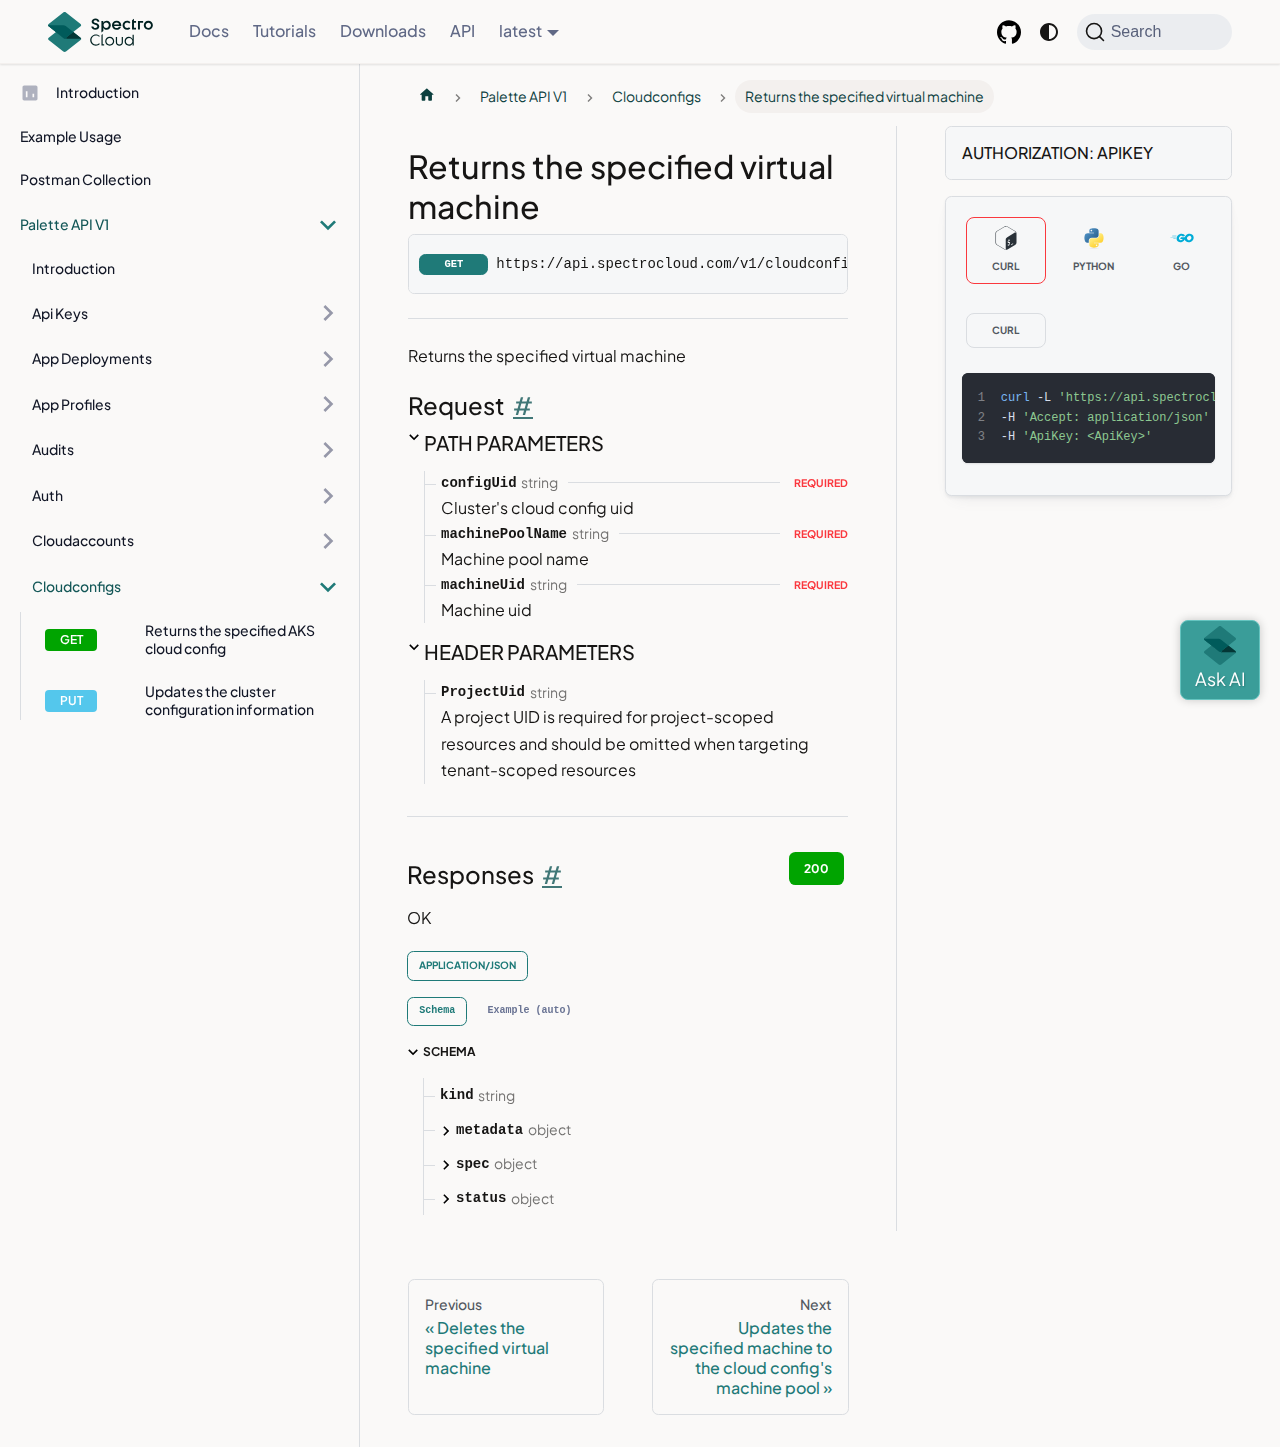 Spectro Cloud
Docs
Tutorials
Downloads
API
latest
Search
Introduction
Example Usage
Postman Collection
Palette API V1
Introduction
Api Keys
App Deployments
App Profiles
Audits
Auth
Cloudaccounts
Cloudconfigs
GET
Returns the specified AKS
cloud config
PUT
Updates the cluster
configuration information
Palette API V1
Cloudconfigs
Returns the specified virtual machine
Returns the specified virtual
machine
GET
https://api.spectrocloud.com/v1/cloudconfi
Returns the specified virtual machine
Request #
PATH PARAMETERS
configUid string REQUIRED
Cluster's cloud config uid
machinePoolName string REQUIRED
Machine pool name
machineUid string REQUIRED
Machine uid
HEADER PARAMETERS
ProjectUid string
A project UID is required for project-scoped
resources and should be omitted when targeting
tenant-scoped resources
Responses #
200
OK
APPLICATION/JSON
Schema
Example (auto)
SCHEMA
kind string
metadata object
spec object
status object
Previous
« Deletes the
specified virtual
machine
Next
Updates the
specified machine to
the cloud config's
machine pool »
AUTHORIZATION: APIKEY
CURL
PYTHON
GO
GO
CURL
1 curl -L 'https://api.spectrocl
2 -H 'Accept: application/json'
3 -H 'ApiKey: <ApiKey>'
Ask AI